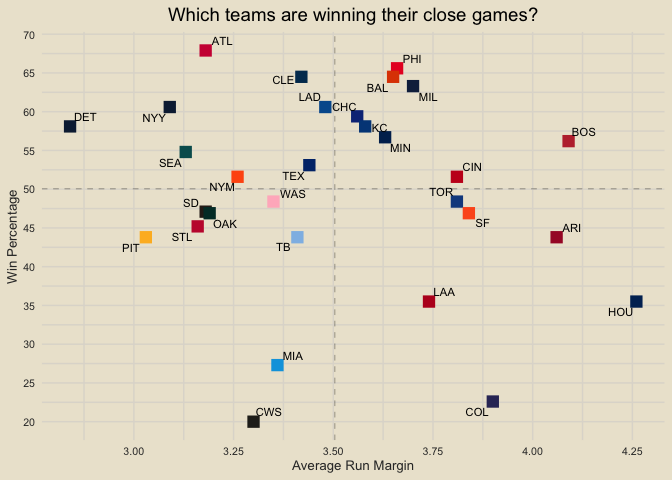 Which teams are winning their close games?
70
65
60
55
50
45
40
35
30
25
20
Win Percentage
ATL
PHI
CLE
BAL
MIL
LAD
CHC
DET
NYY
KC
MIN
BOS
SEA
TEX
CIN
NYM
WAS
TOR
SD
OAK
SF
STL
PIT
TB
ARI
LAA
HOU
MIA
CWS
COL
3.00
3.25
3.50
3.75
4.00
4.25
Average Run Margin